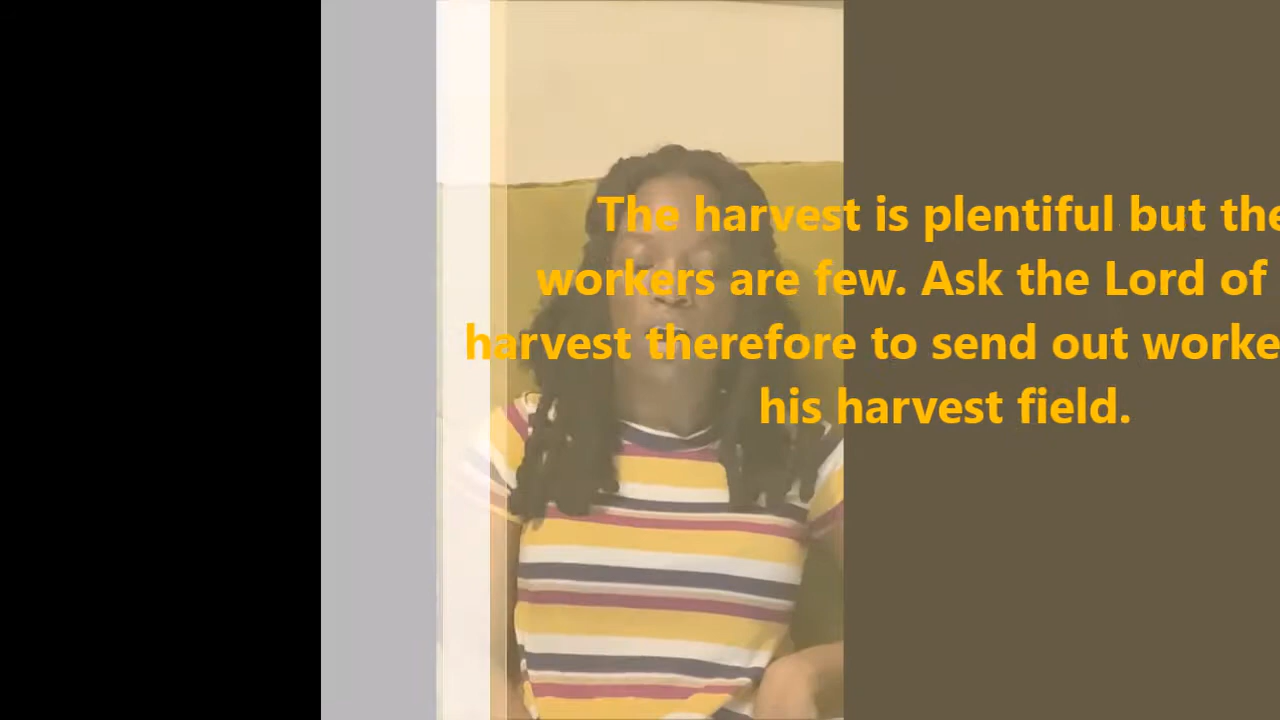 The harvest is plentiful but the
workers are few. Ask the Lord of
harvest therefore to send out worke
his harvest field.